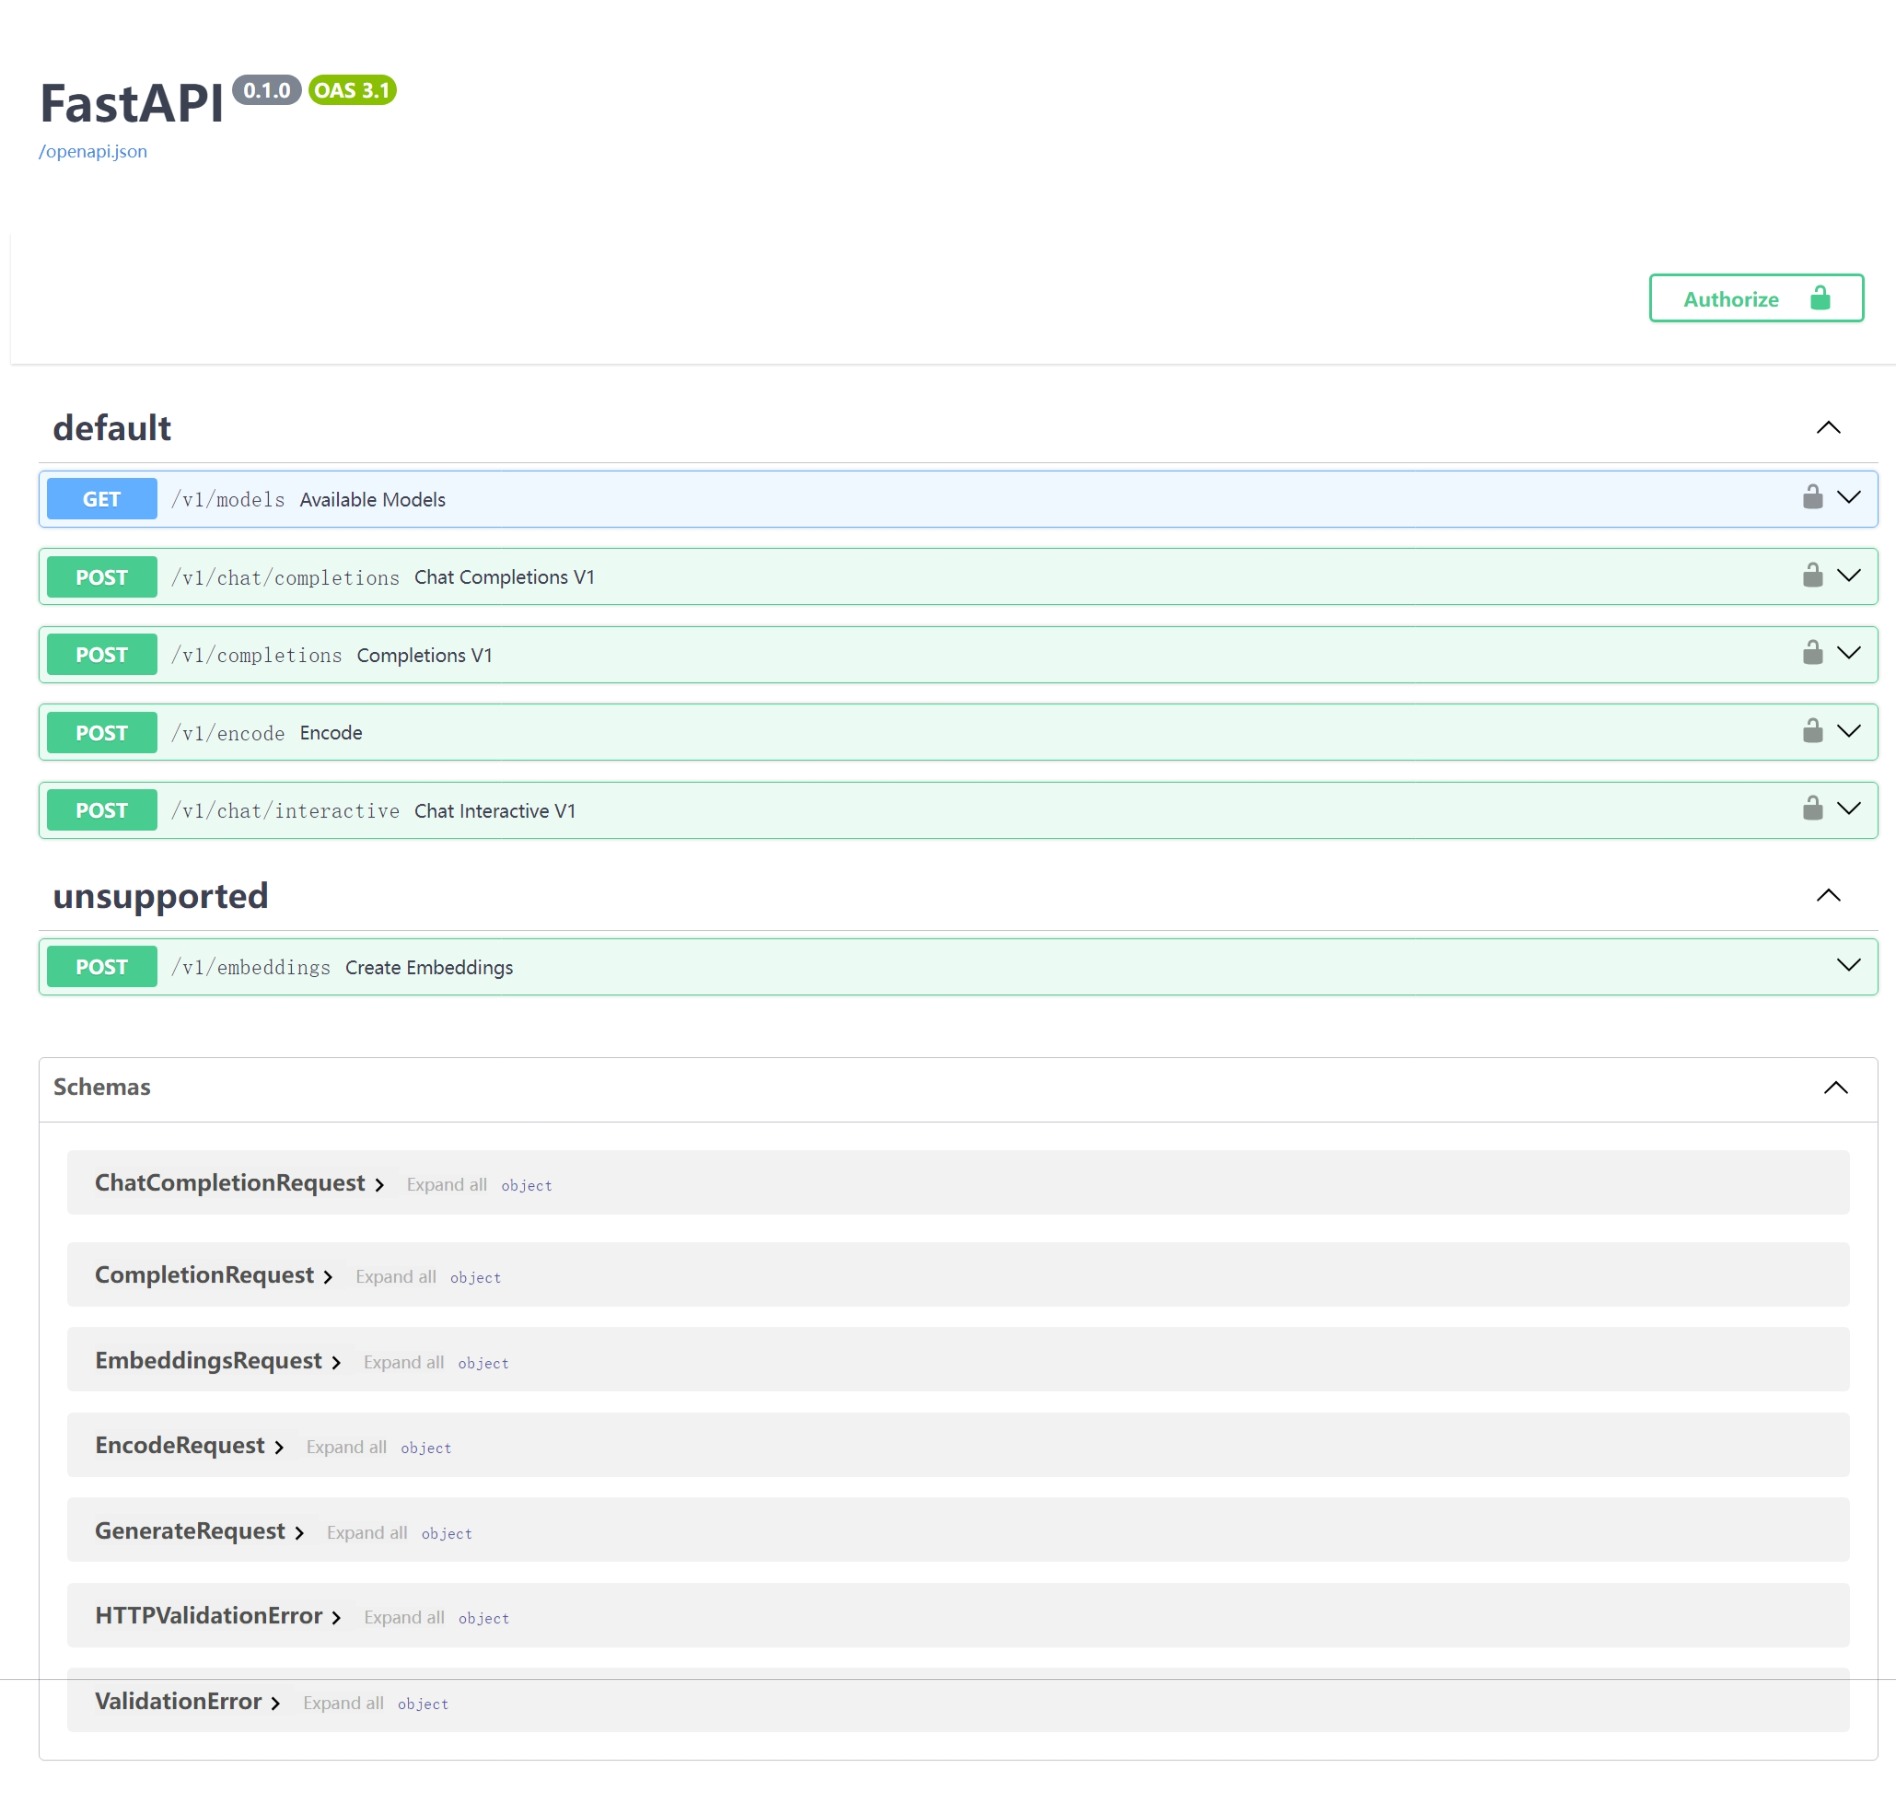 FastAPI 0.1.0 OAS 3.1
/openapi.json
Authorize
default
GET /v1/models Available Models
POST /v1/chat/completions Chat Completions V1
POST /v1/completions Completions V1
POST /v1/encode Encode
POST /v1/chat/interactive Chat Interactive V1
unsupported
POST /v1/embeddings Create Embeddings
Schemas
ChatCompletionRequest Expand all object
CompletionRequest Expand all object
EmbeddingsRequest Expand all object
EncodeRequest Expand all object
GenerateRequest Expand all object
HTTPValidationError Expand all object
ValidationError Expand all object